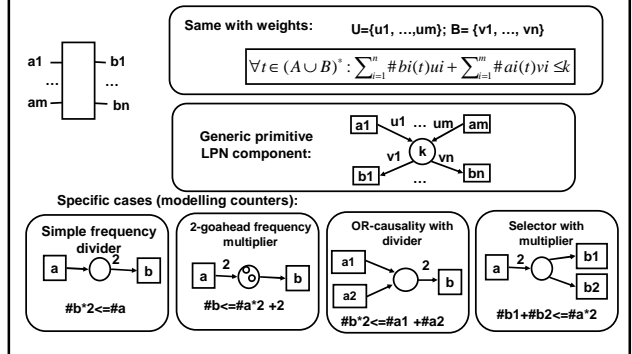 Same with weights: U={u1, …,um}; B= {v1, …, vn}
∀t∈(A∪B)*: ∑ⁿᵢ₌₁ #bi(t)ui + ∑ᵐᵢ₌₁ #ai(t)vi ≤k
a1 b1
… …
am bn
Generic primitive
LPN component:
a1 u1 … um am
k
v1 vn
b1 … bn
Specific cases (modelling counters):
Simple frequency
divider
a 2 b
#b*2<=#a
2-goahead frequency
multiplier
a 2 b
#b<=#a*2 +2
OR-causality with
divider
a1
a2
2 b
#b*2<=#a1 +#a2
Selector with
multiplier
a 2
b1
b2
#b1+#b2<=#a*2